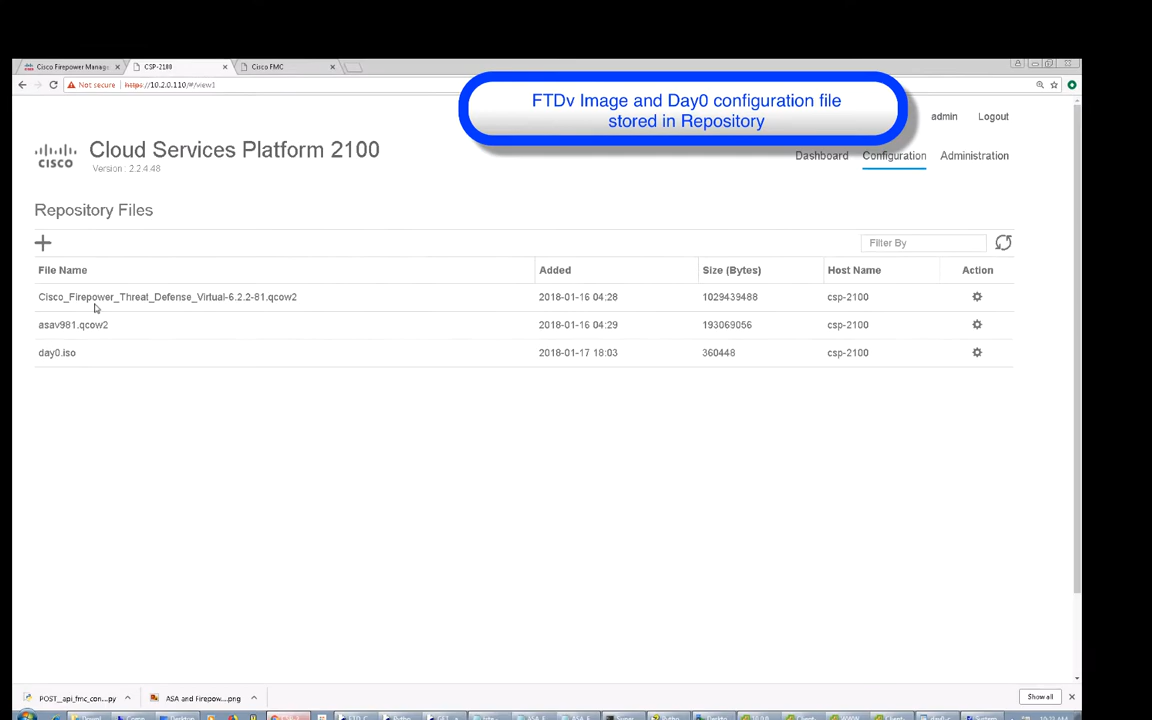 Cisco Firepower Manage
CSP-2100
Cisco FMC
Not secure https://10.2.0.110/#/view1
FTDv Image and Day0 configuration file
stored in Repository
admin Logout
cisco
Cloud Services Platform 2100
Version : 2.2.4.48
Dashboard Configuration Administration
Repository Files
Filter By
File Name Added Size (Bytes) Host Name Action
Cisco_Firepower_Threat_Defense_Virtual-6.2.2-81.qcow2 2018-01-16 04:28 1029439488 csp-2100
asav981.qcow2 2018-01-16 04:29 193069056 csp-2100
day0.iso 2018-01-17 18:03 360448 csp-2100
POST_api_fmc_con....py ASA and Firepow....png Show all